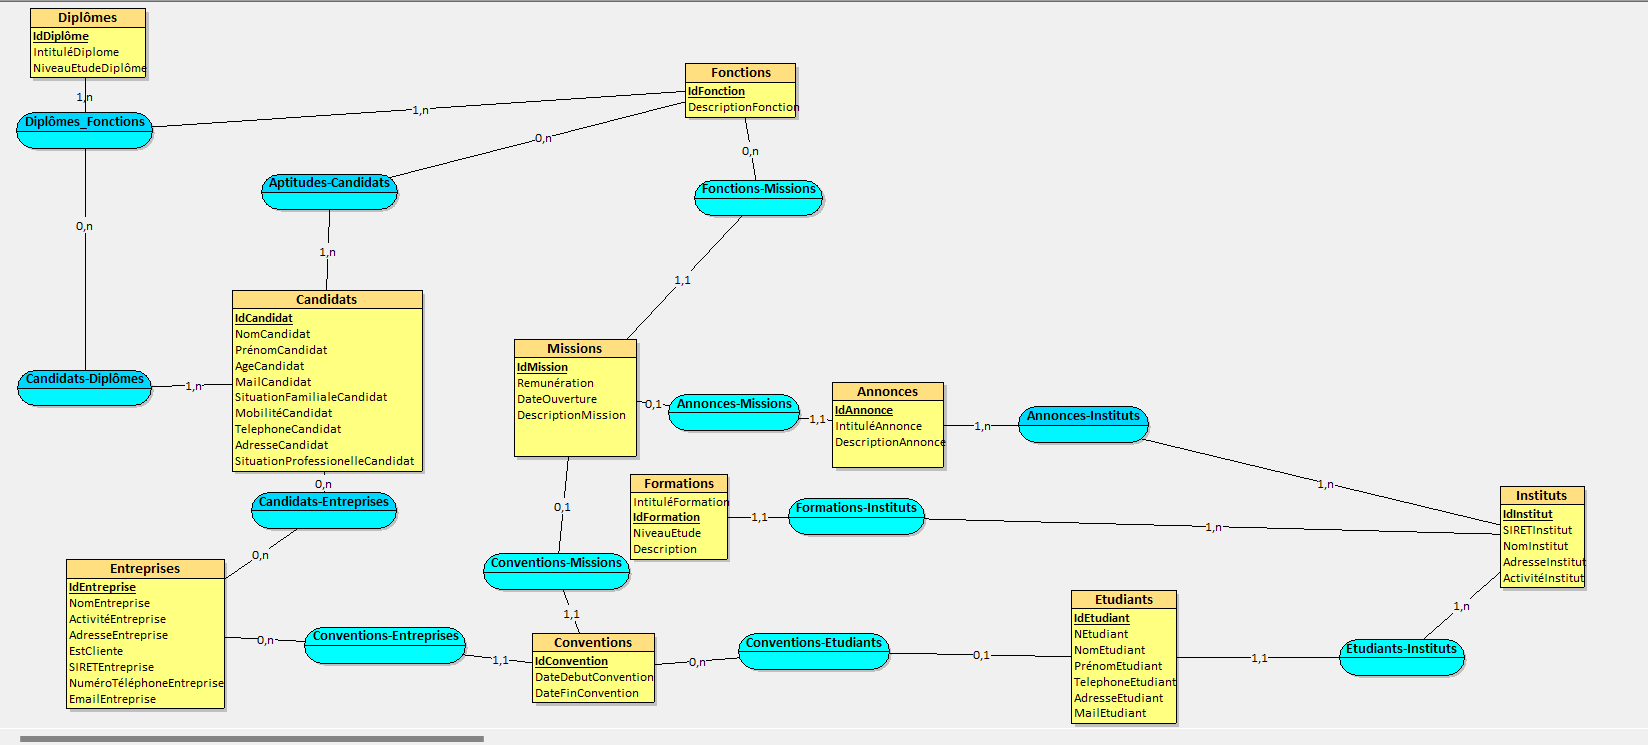 Diplômes
IdDiplôme
IntituléDiplome
NiveauEtudeDiplôme
1,n
Diplômes_Fonctions
1,n
Fonctions
IdFonction
DescriptionFonction
0,n
0,n
Aptitudes-Candidats
Fonctions-Missions
0,n
1,n
1,1
Candidats
IdCandidat
NomCandidat
PrénomCandidat
AgeCandidat
MailCandidat
SituationFamilialeCandidat
MobilitéCandidat
TelephoneCandidat
AdresseCandidat
SituationProfessionelleCandidat
Candidats-Diplômes
1,n
Missions
IdMission
Remunération
DateOuverture
DescriptionMission
0,1
Annonces-Missions
1,1
Annonces
IdAnnonce
IntituléAnnonce
DescriptionAnnonce
1,n
Annonces-Instituts
1,n
0,n
Candidats-Entreprises
0,n
0,1
Formations
IntituléFormation
IdFormation
NiveauEtude
Description
1,1
Formations-Instituts
1,n
Instituts
IdInstitut
SIRETInstitut
NomInstitut
AdresseInstitut
ActivitéInstitut
Conventions-Missions
1,1
Entreprises
IdEntreprise
NomEntreprise
ActivitéEntreprise
AdresseEntreprise
EstCliente
SIRETEntreprise
NuméroTéléphoneEntreprise
EmailEntreprise
0,n
Conventions-Entreprises
1,1
Conventions
IdConvention
DateDebutConvention
DateFinConvention
0,n
Conventions-Etudiants
0,1
Etudiants
IdEtudiant
NEtudiant
NomEtudiant
PrénomEtudiant
TelephoneEtudiant
AdresseEtudiant
MailEtudiant
1,1
Etudiants-Instituts
1,n